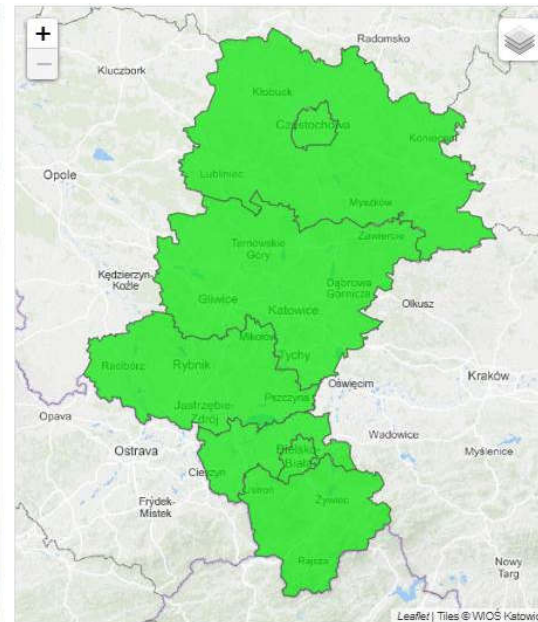 +
−
Radomsko
Kluczbork
Kłobuck
Częstochowa
Koniecpol
Opole
Lubliniec
Myszków
Zawiercie
Tarnowskie
Góry
Kędzierzyn
Koźle
Dąbrowa
Górnicza
Gliwice
Katowice
Olkusz
Mikołów
Racibórz
Rybnik
Tychy
Oświęcim
Kraków
Pszczyna
Jastrzębie-
Zdrój
Opava
Wadowice
Ostrava
Bielsko-
Biała
Myślenice
Cieszyn
Ustroń
Żywiec
Frýdek-
Místek
Rajcza
Nowy
Targ
Leaflet | Tiles © WIOŚ Katowic